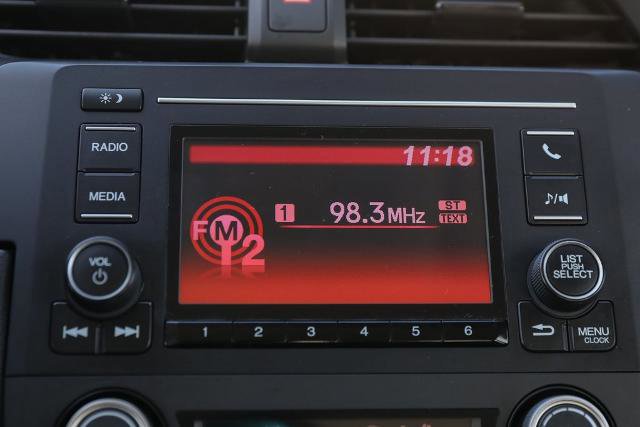 RADIO
MEDIA
VOL
11:18
FM 2
1 98.3MHz ST
TEXT
LIST
PUSH
SELECT
1 2 3 4 5 6
MENU
CLOCK